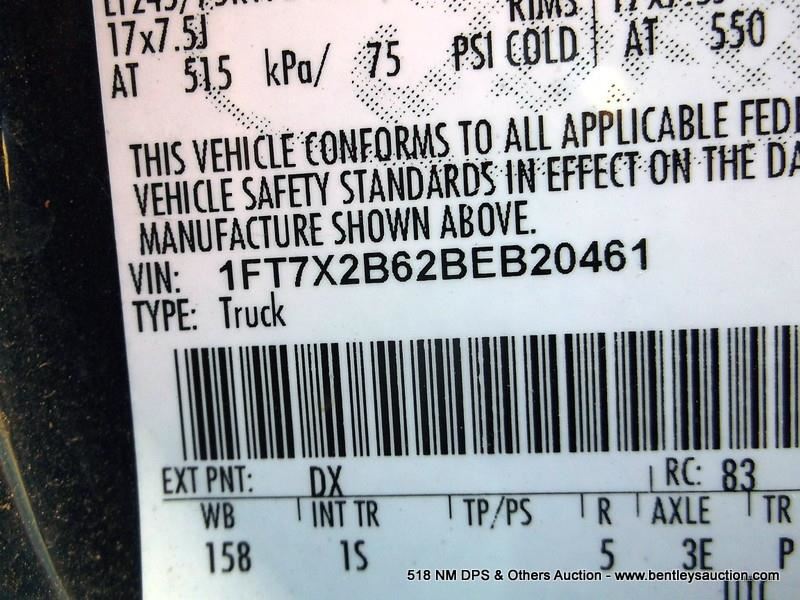 17x7.5J RIMS
AT 515 kPa/ 75 PSI COLD AT 550
THIS VEHICLE CONFORMS TO ALL APPLICABLE FEDE
VEHICLE SAFETY STANDARDS IN EFFECT ON THE DA
MANUFACTURE SHOWN ABOVE.
VIN: 1FT7X2B62BEB20461
TYPE: Truck
EXT PNT: DX RC: 83
WB INT TR TP/PS R AXLE TR
158 1S 5 3E P
518 NM DPS & Others Auction - www.bentleysauction.com